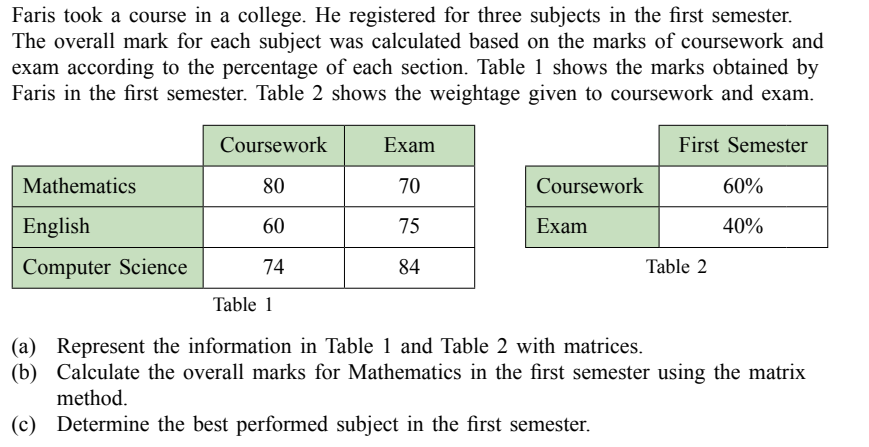 Faris took a course in a college. He registered for three subjects in the first semester.
The overall mark for each subject was calculated based on the marks of coursework and
exam according to the percentage of each section. Table 1 shows the marks obtained by
Faris in the first semester. Table 2 shows the weightage given to coursework and exam.
Coursework Exam
Mathematics 80 70
English 60 75
Computer Science 74 84
Table 1
First Semester
Coursework 60%
Exam 40%
Table 2
(a) Represent the information in Table 1 and Table 2 with matrices.
(b) Calculate the overall marks for Mathematics in the first semester using the matrix
method.
(c) Determine the best performed subject in the first semester.